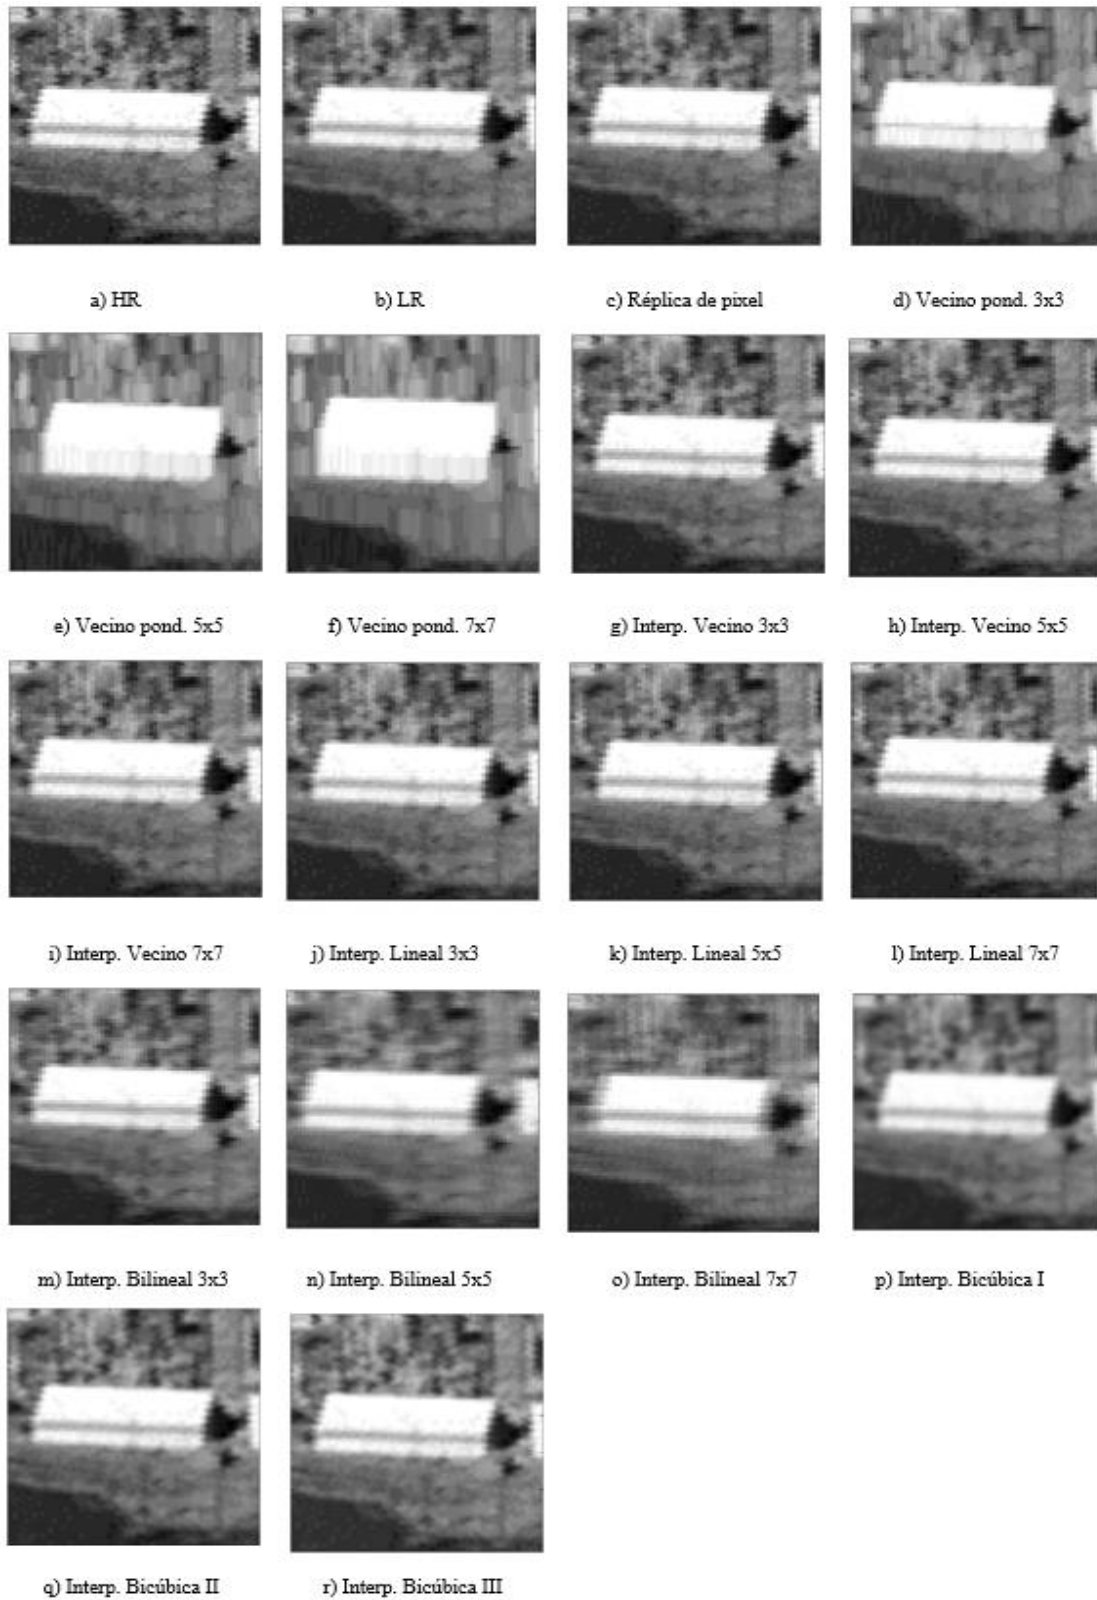 a) HR
b) LR
c) Réplica de pixel
d) Vecino pond. 3x3
e) Vecino pond. 5x5
f) Vecino pond. 7x7
g) Interp. Vecino 3x3
h) Interp. Vecino 5x5
i) Interp. Vecino 7x7
j) Interp. Lineal 3x3
k) Interp. Lineal 5x5
l) Interp. Lineal 7x7
m) Interp. Bilineal 3x3
n) Interp. Bilineal 5x5
o) Interp. Bilineal 7x7
p) Interp. Bicúbica I
q) Interp. Bicúbica II
r) Interp. Bicúbica III